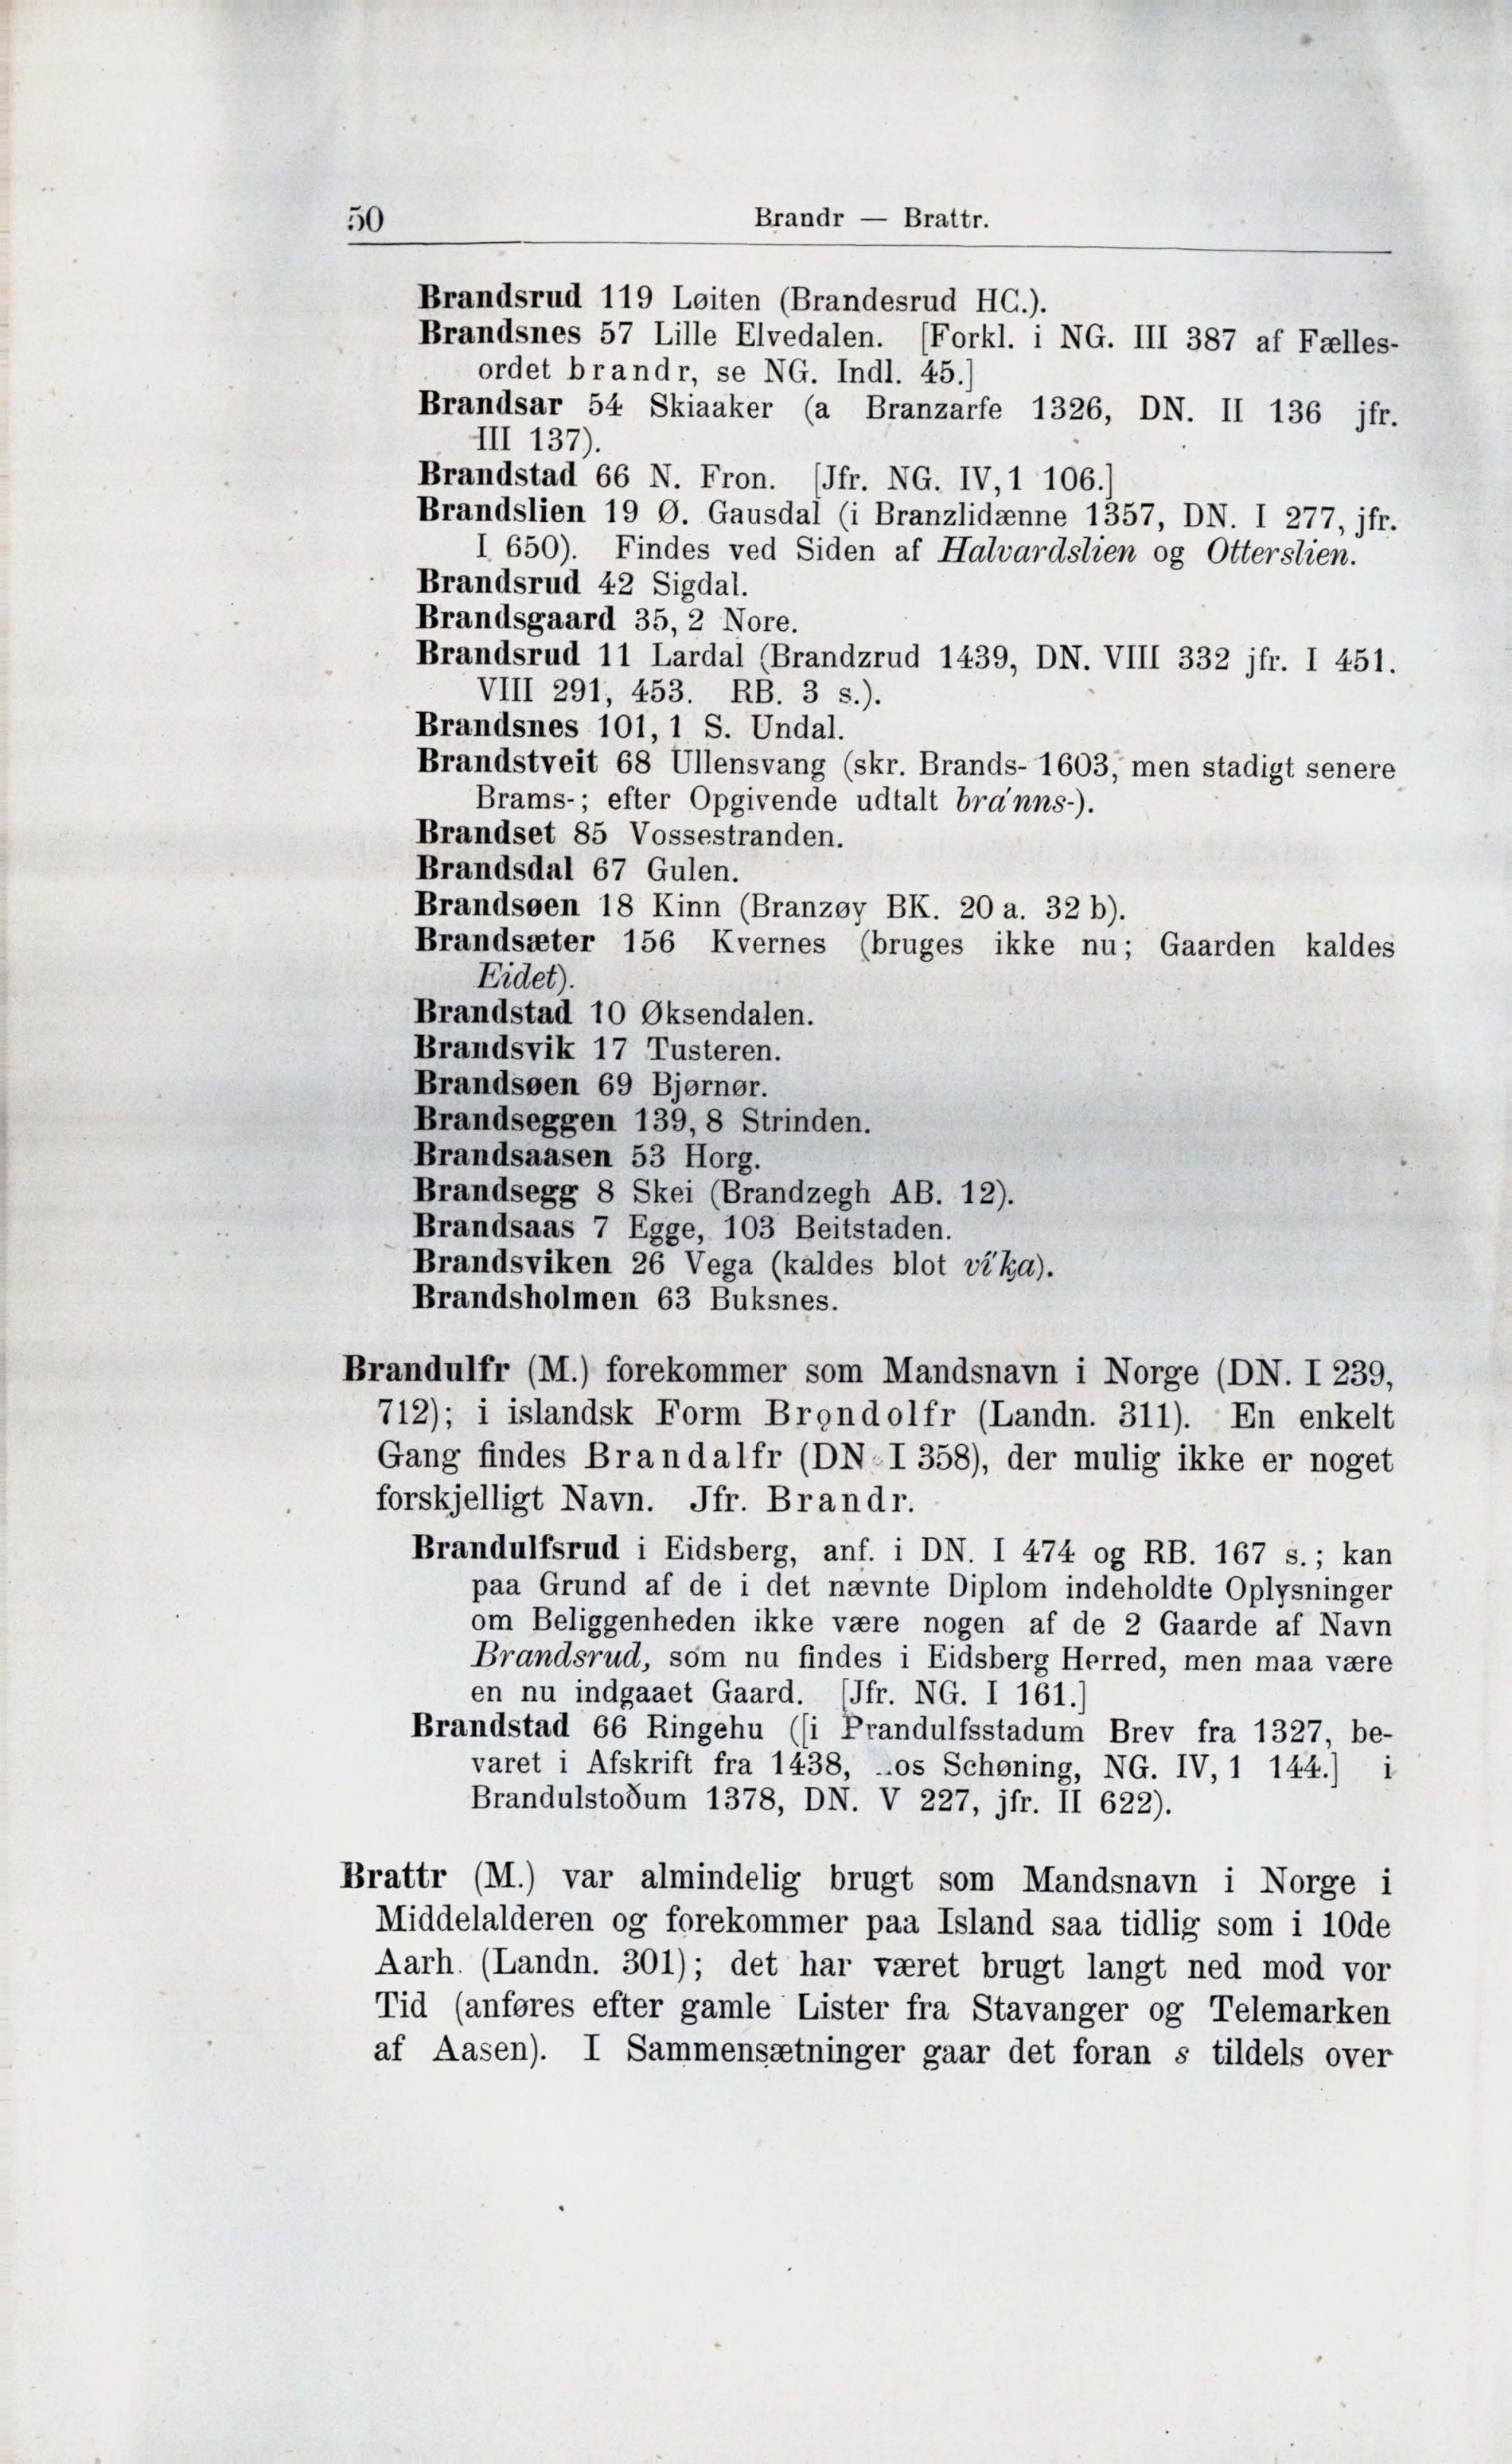 50
Brandr — Brattr.
Brandsrud 119 Løiten (Brandesrud HC.).
Brandsnes 57 Lille Elvedalen. [Forkl. i NG. III 387 af Fælles-
ordet brandr, se NG. Indl. 45.]
Brandsar 54 Skiaaker (a Branzarfe 1326, DN. II 136 jfr.
III 137).
Brandstad 66 N. Fron. [Jfr. NG. IV, 1 106.]
Brandslien 19 Ø. Gausdal (i Branzlidænne 1357, DN. I 277, jfr.
I 650). Findes ved Siden af Halvardslien og Otterslien.
Brandsrud 42 Sigdal.
Brandsgaard 35, 2 Nore.
Brandsrud 11 Lardal (Brandzrud 1439, DN. VIII 332 jfr. I 451.
VIII 291, 453. RB. 3 s.).
Brandsnes 101, 1 S. Undal.
Brandstveit 68 Ullensvang (skr. Brands- 1603, men stadigt senere
Brams-; efter Opgivende udtalt bra'nns-).
Brandset 85 Vossestranden.
Brandsdal 67 Gulen.
Brandsøen 18 Kinn (Branzøy BK. 20 a. 32 b).
Brandsæter 156 Kvernes (bruges ikke nu; Gaarden kaldes
Eidet).
Brandstad 10 Øksendalen.
Brandsvik 17 Tusteren.
Brandsøen 69 Bjørnør.
Brandseggen 139, 8 Strinden.
Brandsaasen 53 Horg.
Brandsegg 8 Skei (Brandzegh AB. 12).
Brandsaas 7 Egge, 103 Beitstaden.
Brandsviken 26 Vega (kaldes blot vi'ka).
Brandsholmen 63 Buksnes.
Brandulfr (M.) forekommer som Mandsnavn i Norge (DN. I 239,
712); i islandsk Form Brǫndolfr (Landn. 311). En enkelt
Gang findes Brandalfr (DN. I 358), der mulig ikke er noget
forskjelligt Navn. Jfr. Brandr.
Brandulfsrud i Eidsberg, anf. i DN. I 474 og RB. 167 s.; kan
paa Grund af de i det nævnte Diplom indeholdte Oplysninger
om Beliggenheden ikke være nogen af de 2 Gaarde af Navn
Brandsrud, som nu findes i Eidsberg Herred, men maa være
en nu indgaaet Gaard. [Jfr. NG. I 161.]
Brandstad 66 Ringebu ([i Brandulfsstadum Brev fra 1327, be-
varet i Afskrift fra 1438, os Schøning, NG. IV, 1 144.] i
Brandulstoðum 1378, DN. V 227, jfr. II 622).
Brattr (M.) var almindelig brugt som Mandsnavn i Norge i
Middelalderen og forekommer paa Island saa tidlig som i 10de
Aarh. (Landn. 301); det har været brugt langt ned mod vor
Tid (anføres efter gamle Lister fra Stavanger og Telemarken
af Aasen). I Sammensætninger gaar det foran s tildels over